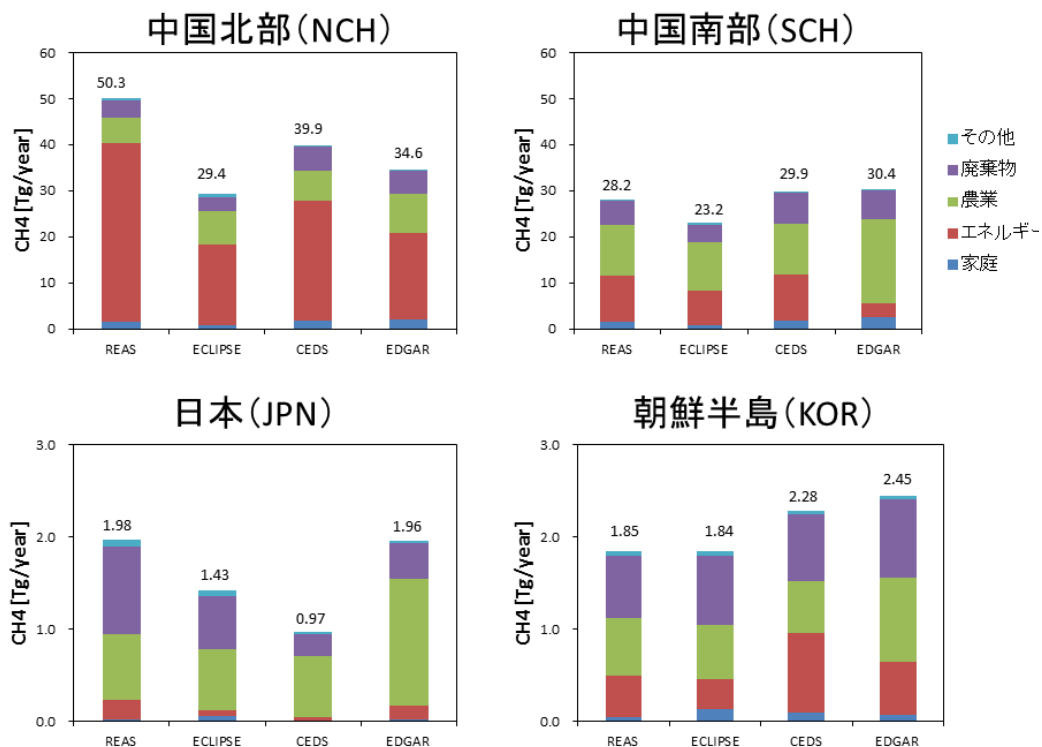 中国北部(NCH)
CH4 [Tg/year]
60
50
40
30
20
10
0
50.3
29.4
39.9
34.6
REAS ECLIPSE CEDS EDGAR
中国南部(SCH)
CH4 [Tg/year]
60
50
40
30
20
10
0
28.2
23.2
29.9
30.4
REAS ECLIPSE CEDS EDGAR
その他
廃棄物
農業
エネルギー
家庭
日本(JPN)
CH4 [Tg/year]
3.0
2.0
1.0
0.0
1.98
1.43
0.97
1.96
REAS ECLIPSE CEDS EDGAR
朝鮮半島(KOR)
CH4 [Tg/year]
3.0
2.0
1.0
0.0
1.85
1.84
2.28
2.45
REAS ECLIPSE CEDS EDGAR